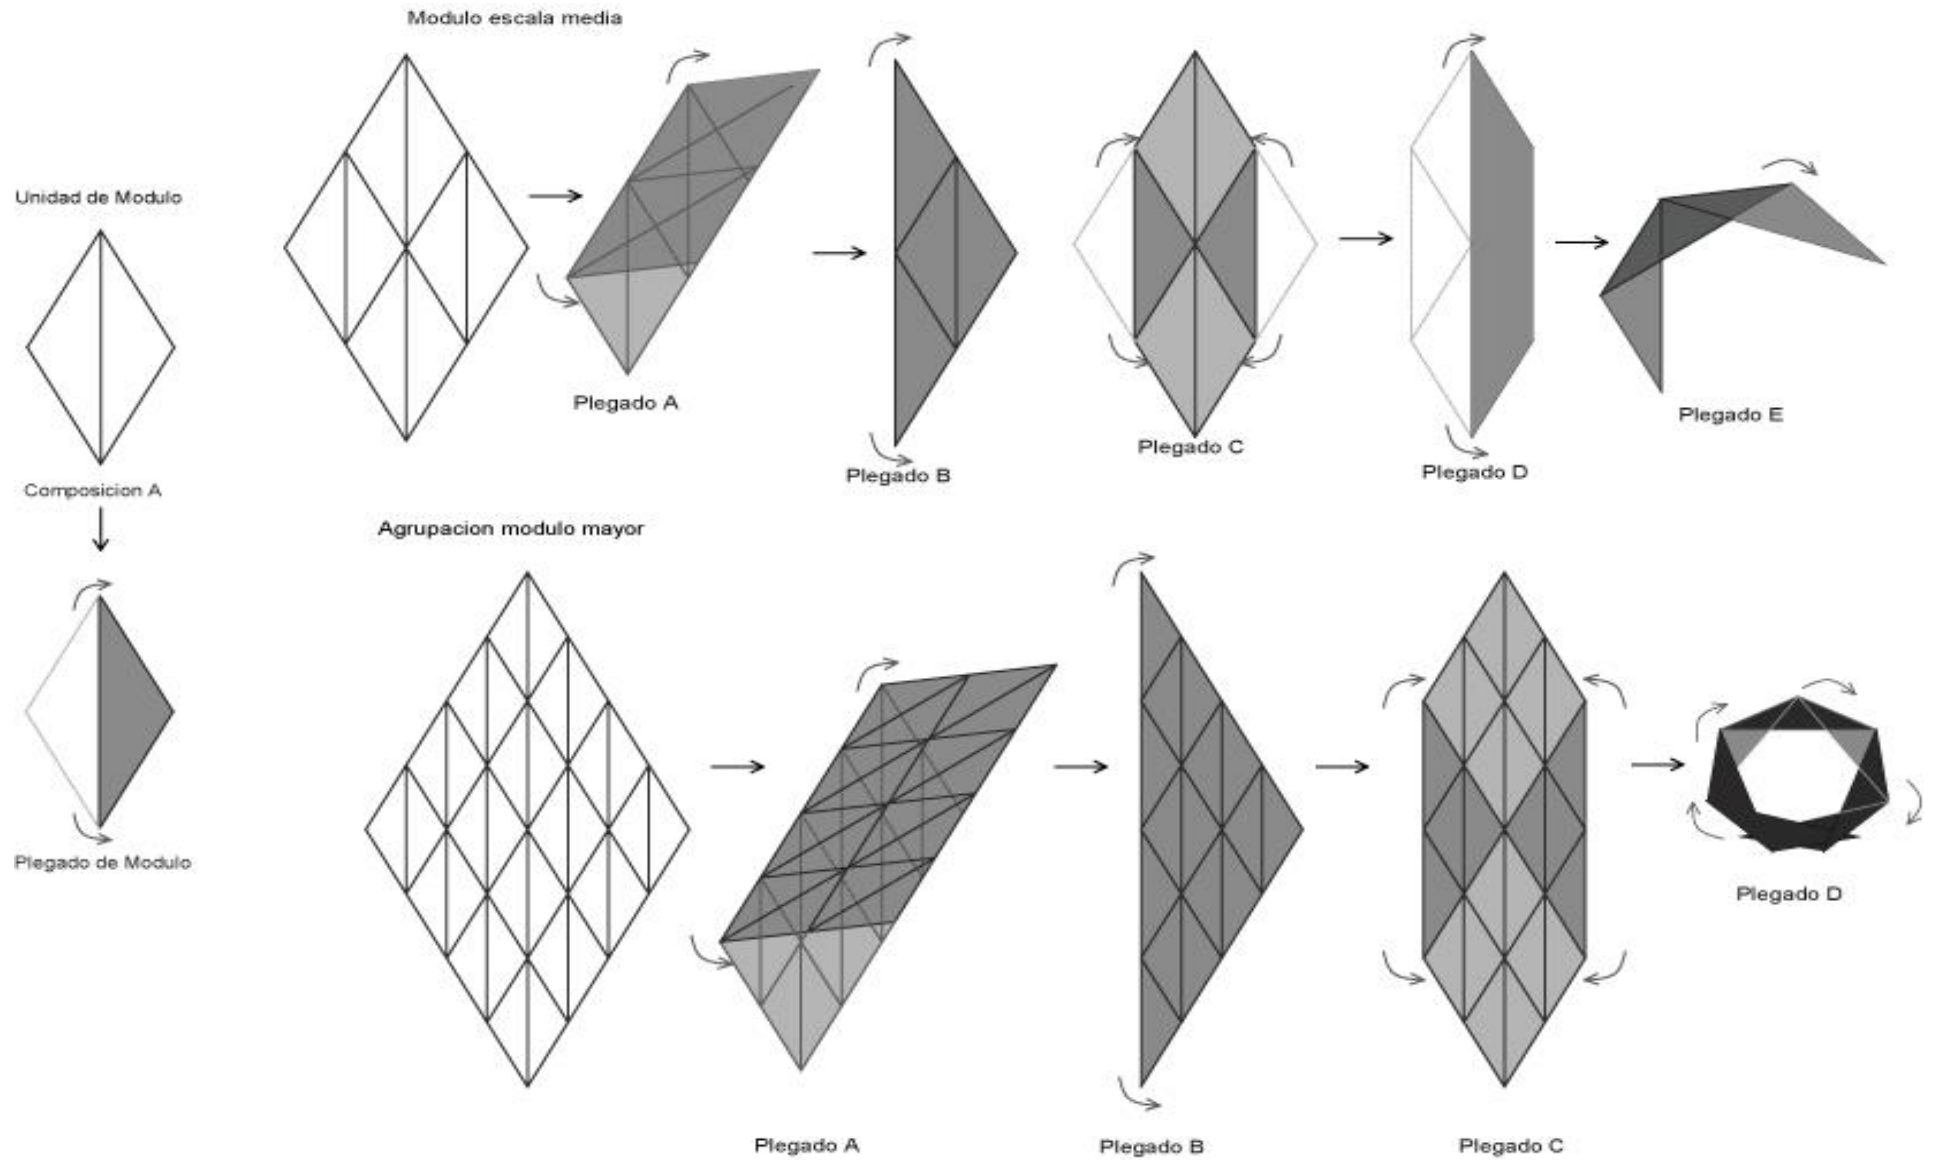 Modulo escala media
Unidad de Modulo
Plegado A
Plegado B
Plegado C
Plegado D
Plegado E
Composicion A
Agrupacion modulo mayor
Plegado de Modulo
Plegado A
Plegado B
Plegado C
Plegado D